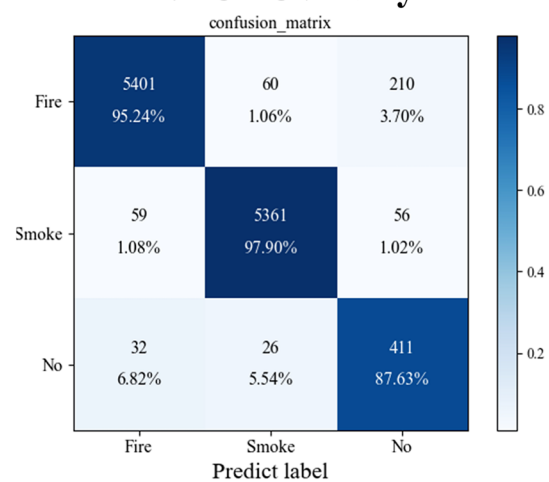 confusion_matrix
Fire
5401 60 210
95.24% 1.06% 3.70%
Smoke
59 5361 56
1.08% 97.90% 1.02%
No
32 26 411
6.82% 5.54% 87.63%
Fire Smoke No
Predict label
0.8
0.6
0.4
0.2